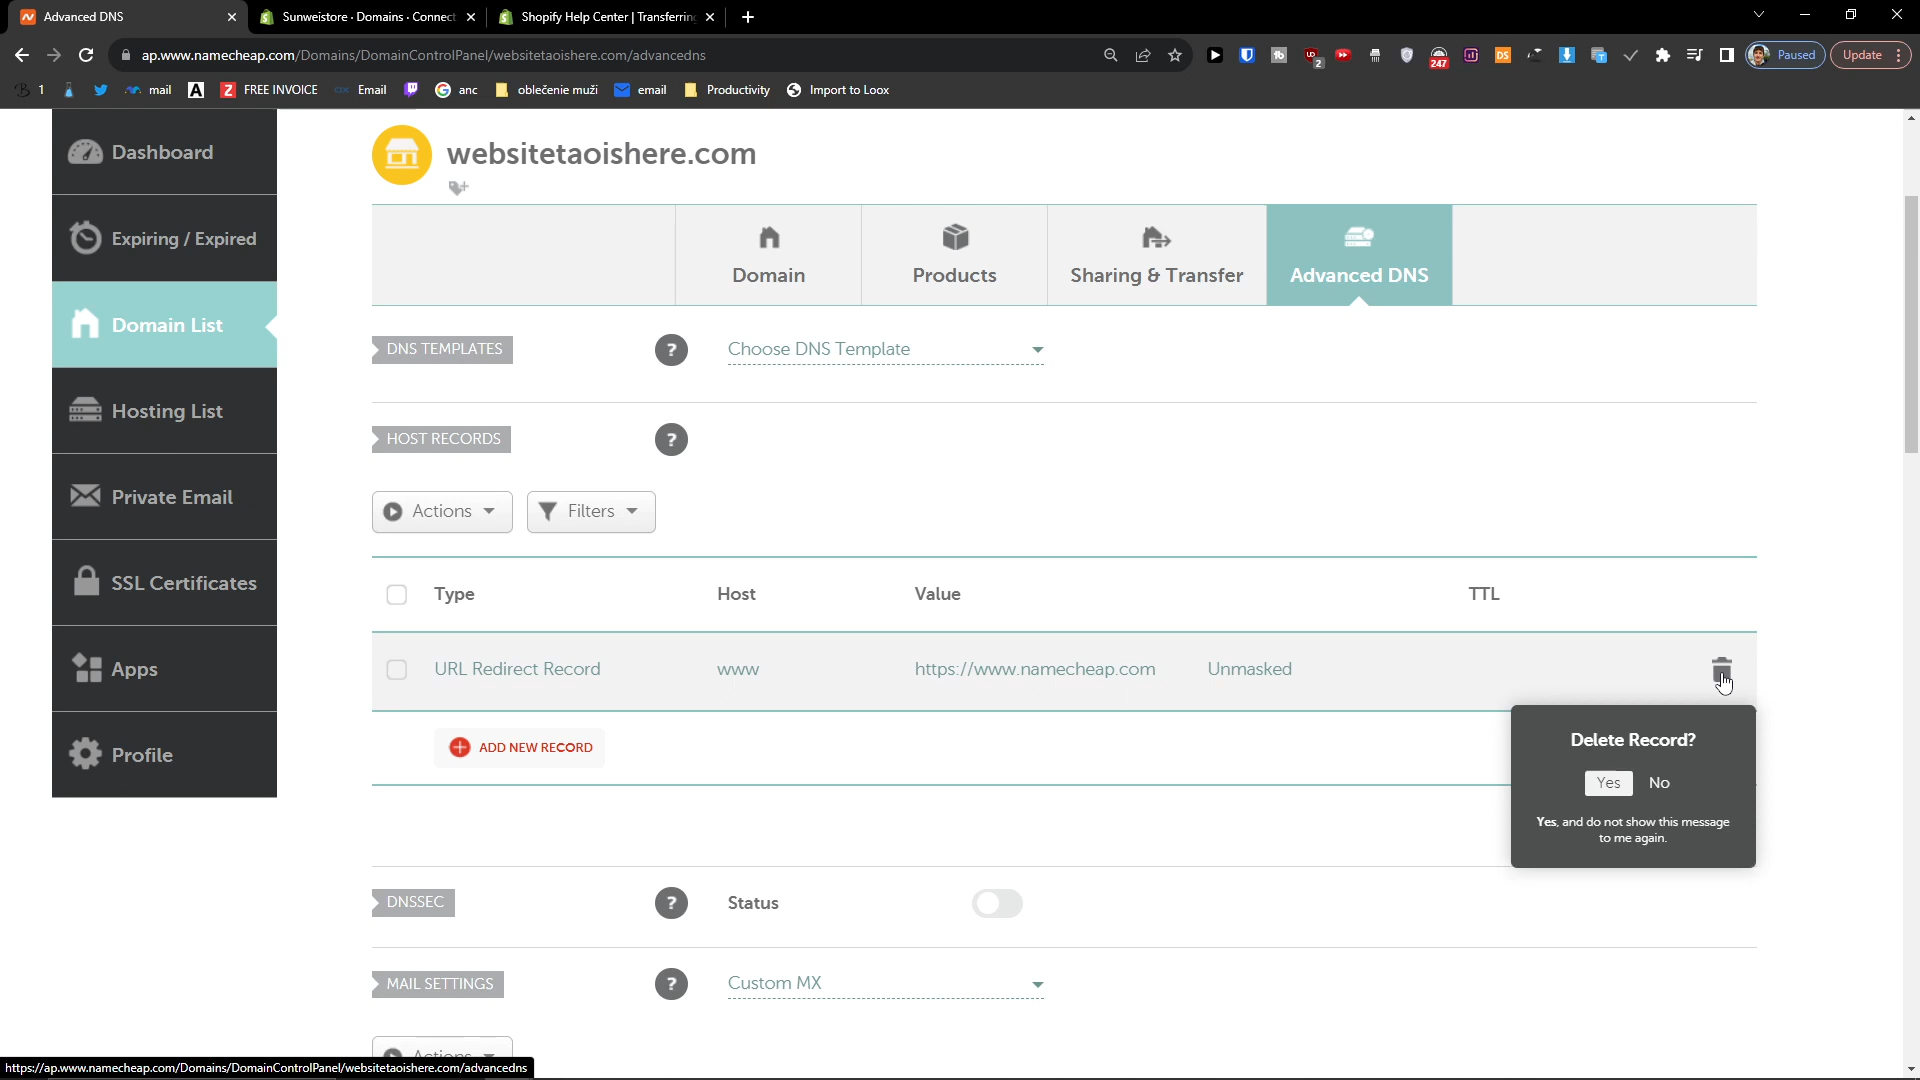 Advanced DNS
Sunweistore · Domains · Connect
Shopify Help Center | Transferrin
ap.www.namecheap.com/Domains/DomainControlPanel/websitetaoishere.com/advancedns
2
247
DS
Paused
Update
1
mail
A
Z FREE INVOICE
Email
anc
oblečenie muži
email
Productivity
Import to Loox
Dashboard
Expiring / Expired
Domain List
Hosting List
Private Email
SSL Certificates
Apps
Profile
websitetaoishere.com
Domain
Products
Sharing & Transfer
Advanced DNS
DNS TEMPLATES
?
Choose DNS Template
HOST RECORDS
?
Actions
Filters
Type
Host
Value
TTL
URL Redirect Record
www
https://www.namecheap.com
Unmasked
ADD NEW RECORD
Delete Record?
Yes
No
Yes, and do not show this message
to me again.
DNSSEC
?
Status
MAIL SETTINGS
?
Custom MX
Actions
https://ap.www.namecheap.com/Domains/DomainControlPanel/websitetaoishere.com/advancedns